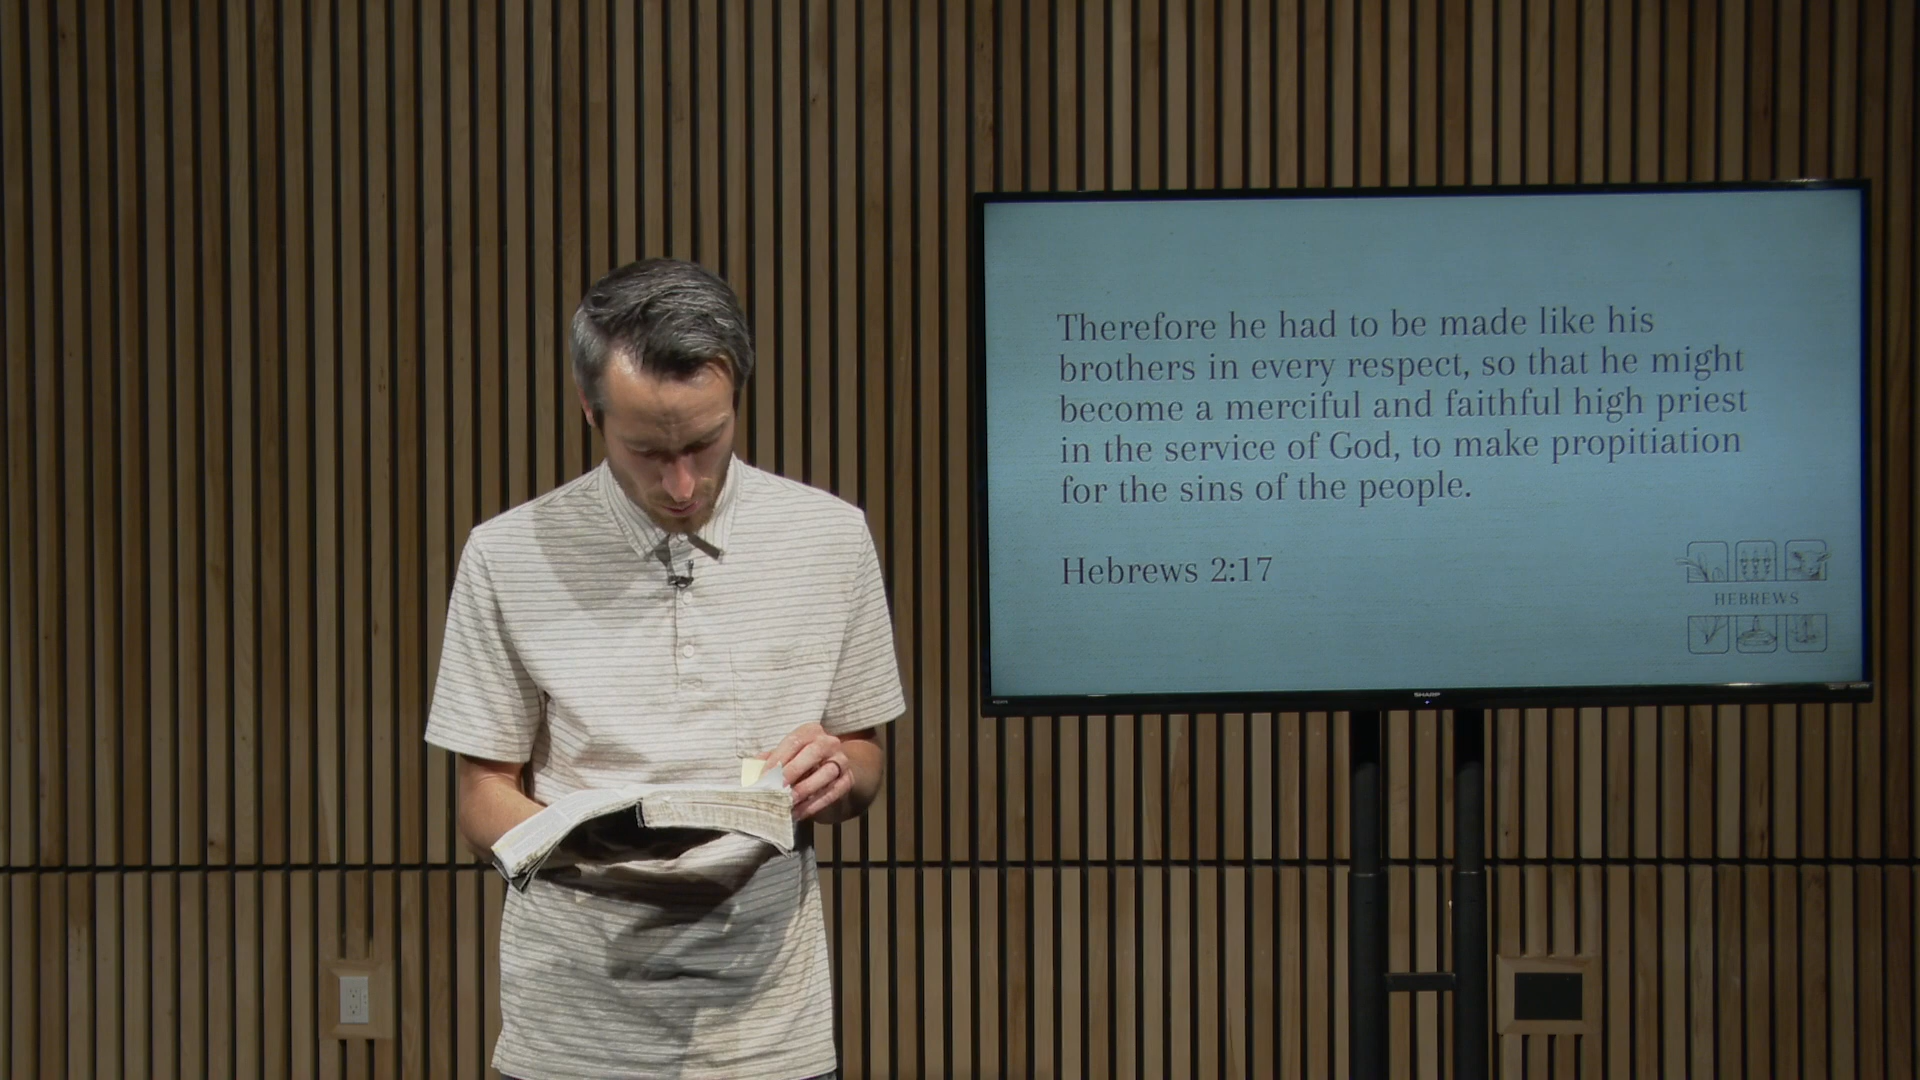 Therefore he had to be made like his
brothers in every respect, so that he might
become a merciful and faithful high priest
in the service of God, to make propitiation
for the sins of the people.
Hebrews 2:17
HEBREWS
SHARP